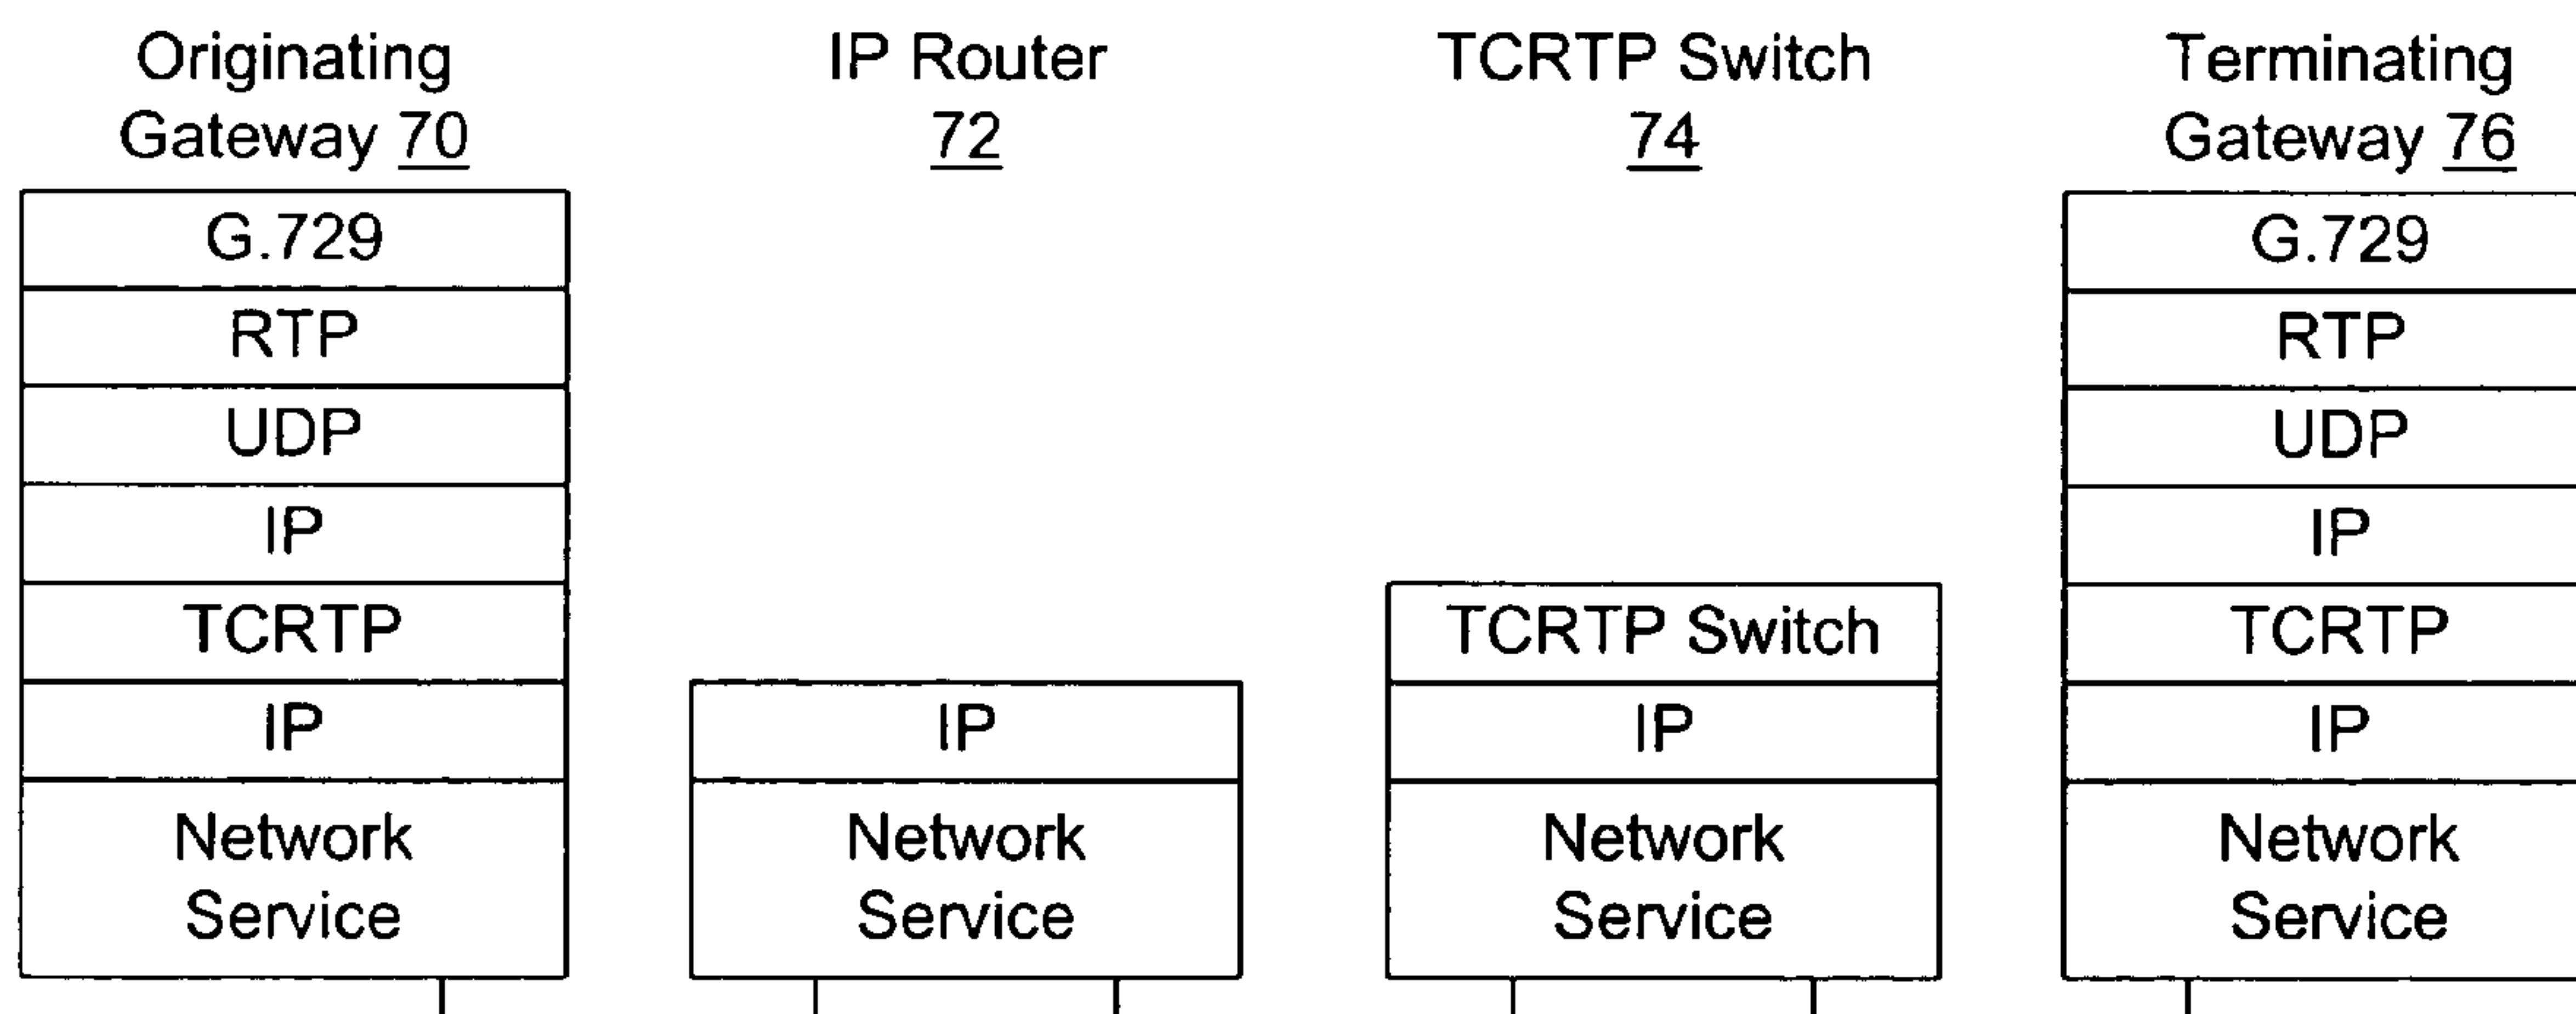 Originating
Gateway 70
G.729
RTP
UDP
IP
TCRTP
IP
Network
Service
IP Router
72
IP
Network
Service
TCRTP Switch
74
TCRTP Switch
IP
Network
Service
Terminating
Gateway 76
G.729
RTP
UDP
IP
TCRTP
IP
Network
Service